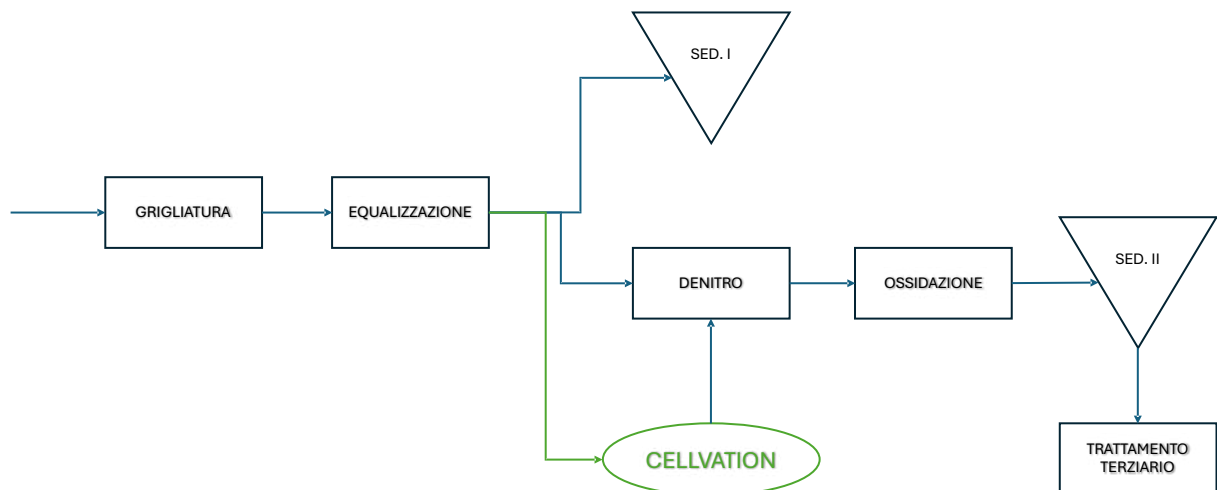 SED. I
GRIGLIATURA
EQUALIZZAZIONE
DENITRO
OSSIDAZIONE
SED. II
CELLVATION
TRATTAMENTO
TERZIARIO